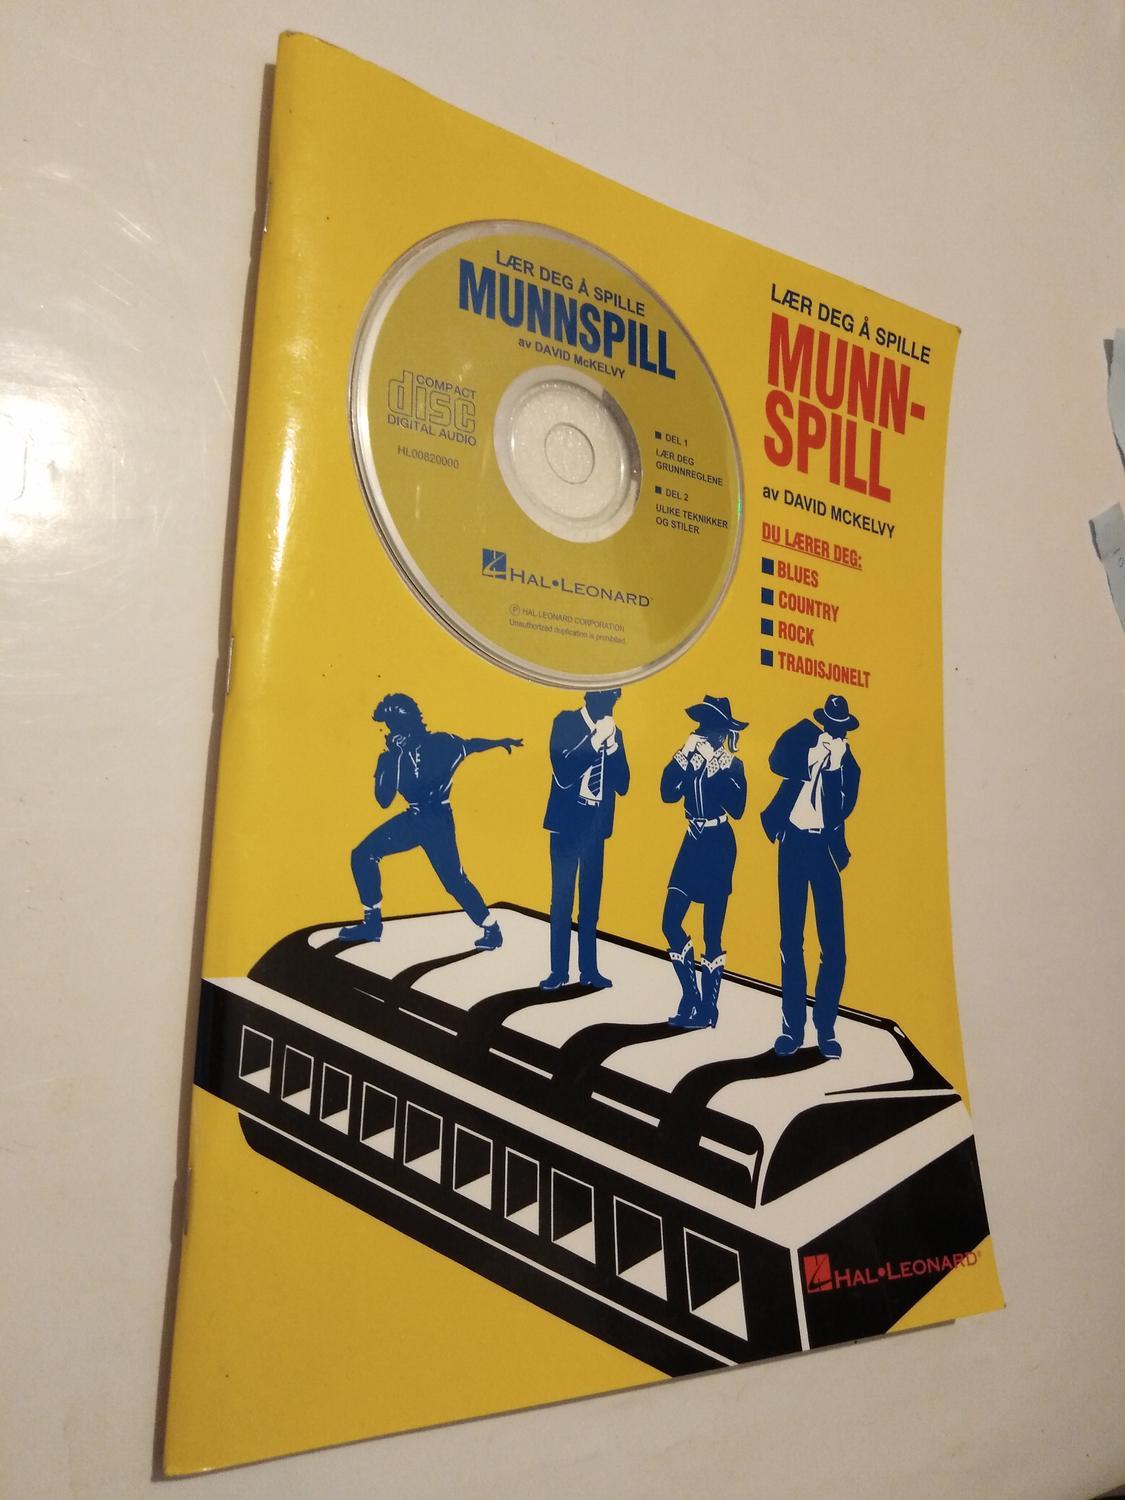 LÆR DEG Å SPILLE
MUNNSPILL
av DAVID McKELVY
COMPACT
disc
DIGITAL AUDIO
HL00820000
DEL 1
LÆR DEG
GRUNNREGLENE
DEL 2
ULIKE TEKNIKKER
OG STILER
HAL•LEONARD™
℗ HAL LEONARD CORPORATION
Unauthorized duplication is prohibited.
LÆR DEG Å SPILLE
MUNN-
SPILL
av DAVID MCKELVY
DU LÆRER DEG:
BLUES
COUNTRY
ROCK
TRADISJONELT
HAL•LEONARD®